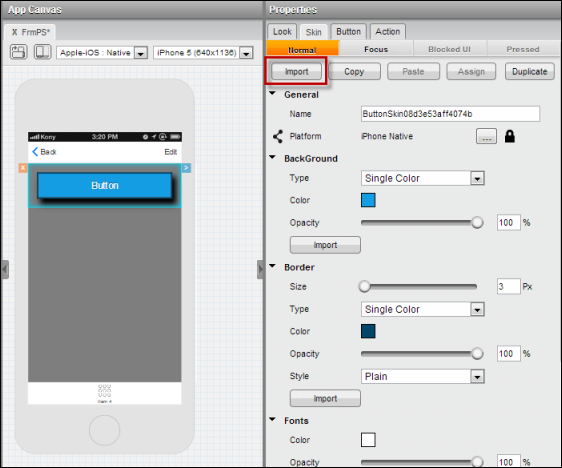 App Canvas
X FrmPS*
Apple-iOS : Native
iPhone 5 (640x1136)
Kony 3:20 PM
Back Edit
x >
Button
Item 4
Properties
Look Skin Button Action
Normal Focus Blocked UI Pressed
Import Copy Paste Assign Duplicate
General
Name ButtonSkin08d3e53aff4074b
Platform iPhone Native ...
BackGround
Type Single Color
Color
Opacity 100 %
Import
Border
Size 3 Px
Type Single Color
Color
Opacity 100 %
Style Plain
Import
Fonts
Color
Opacity 100 %